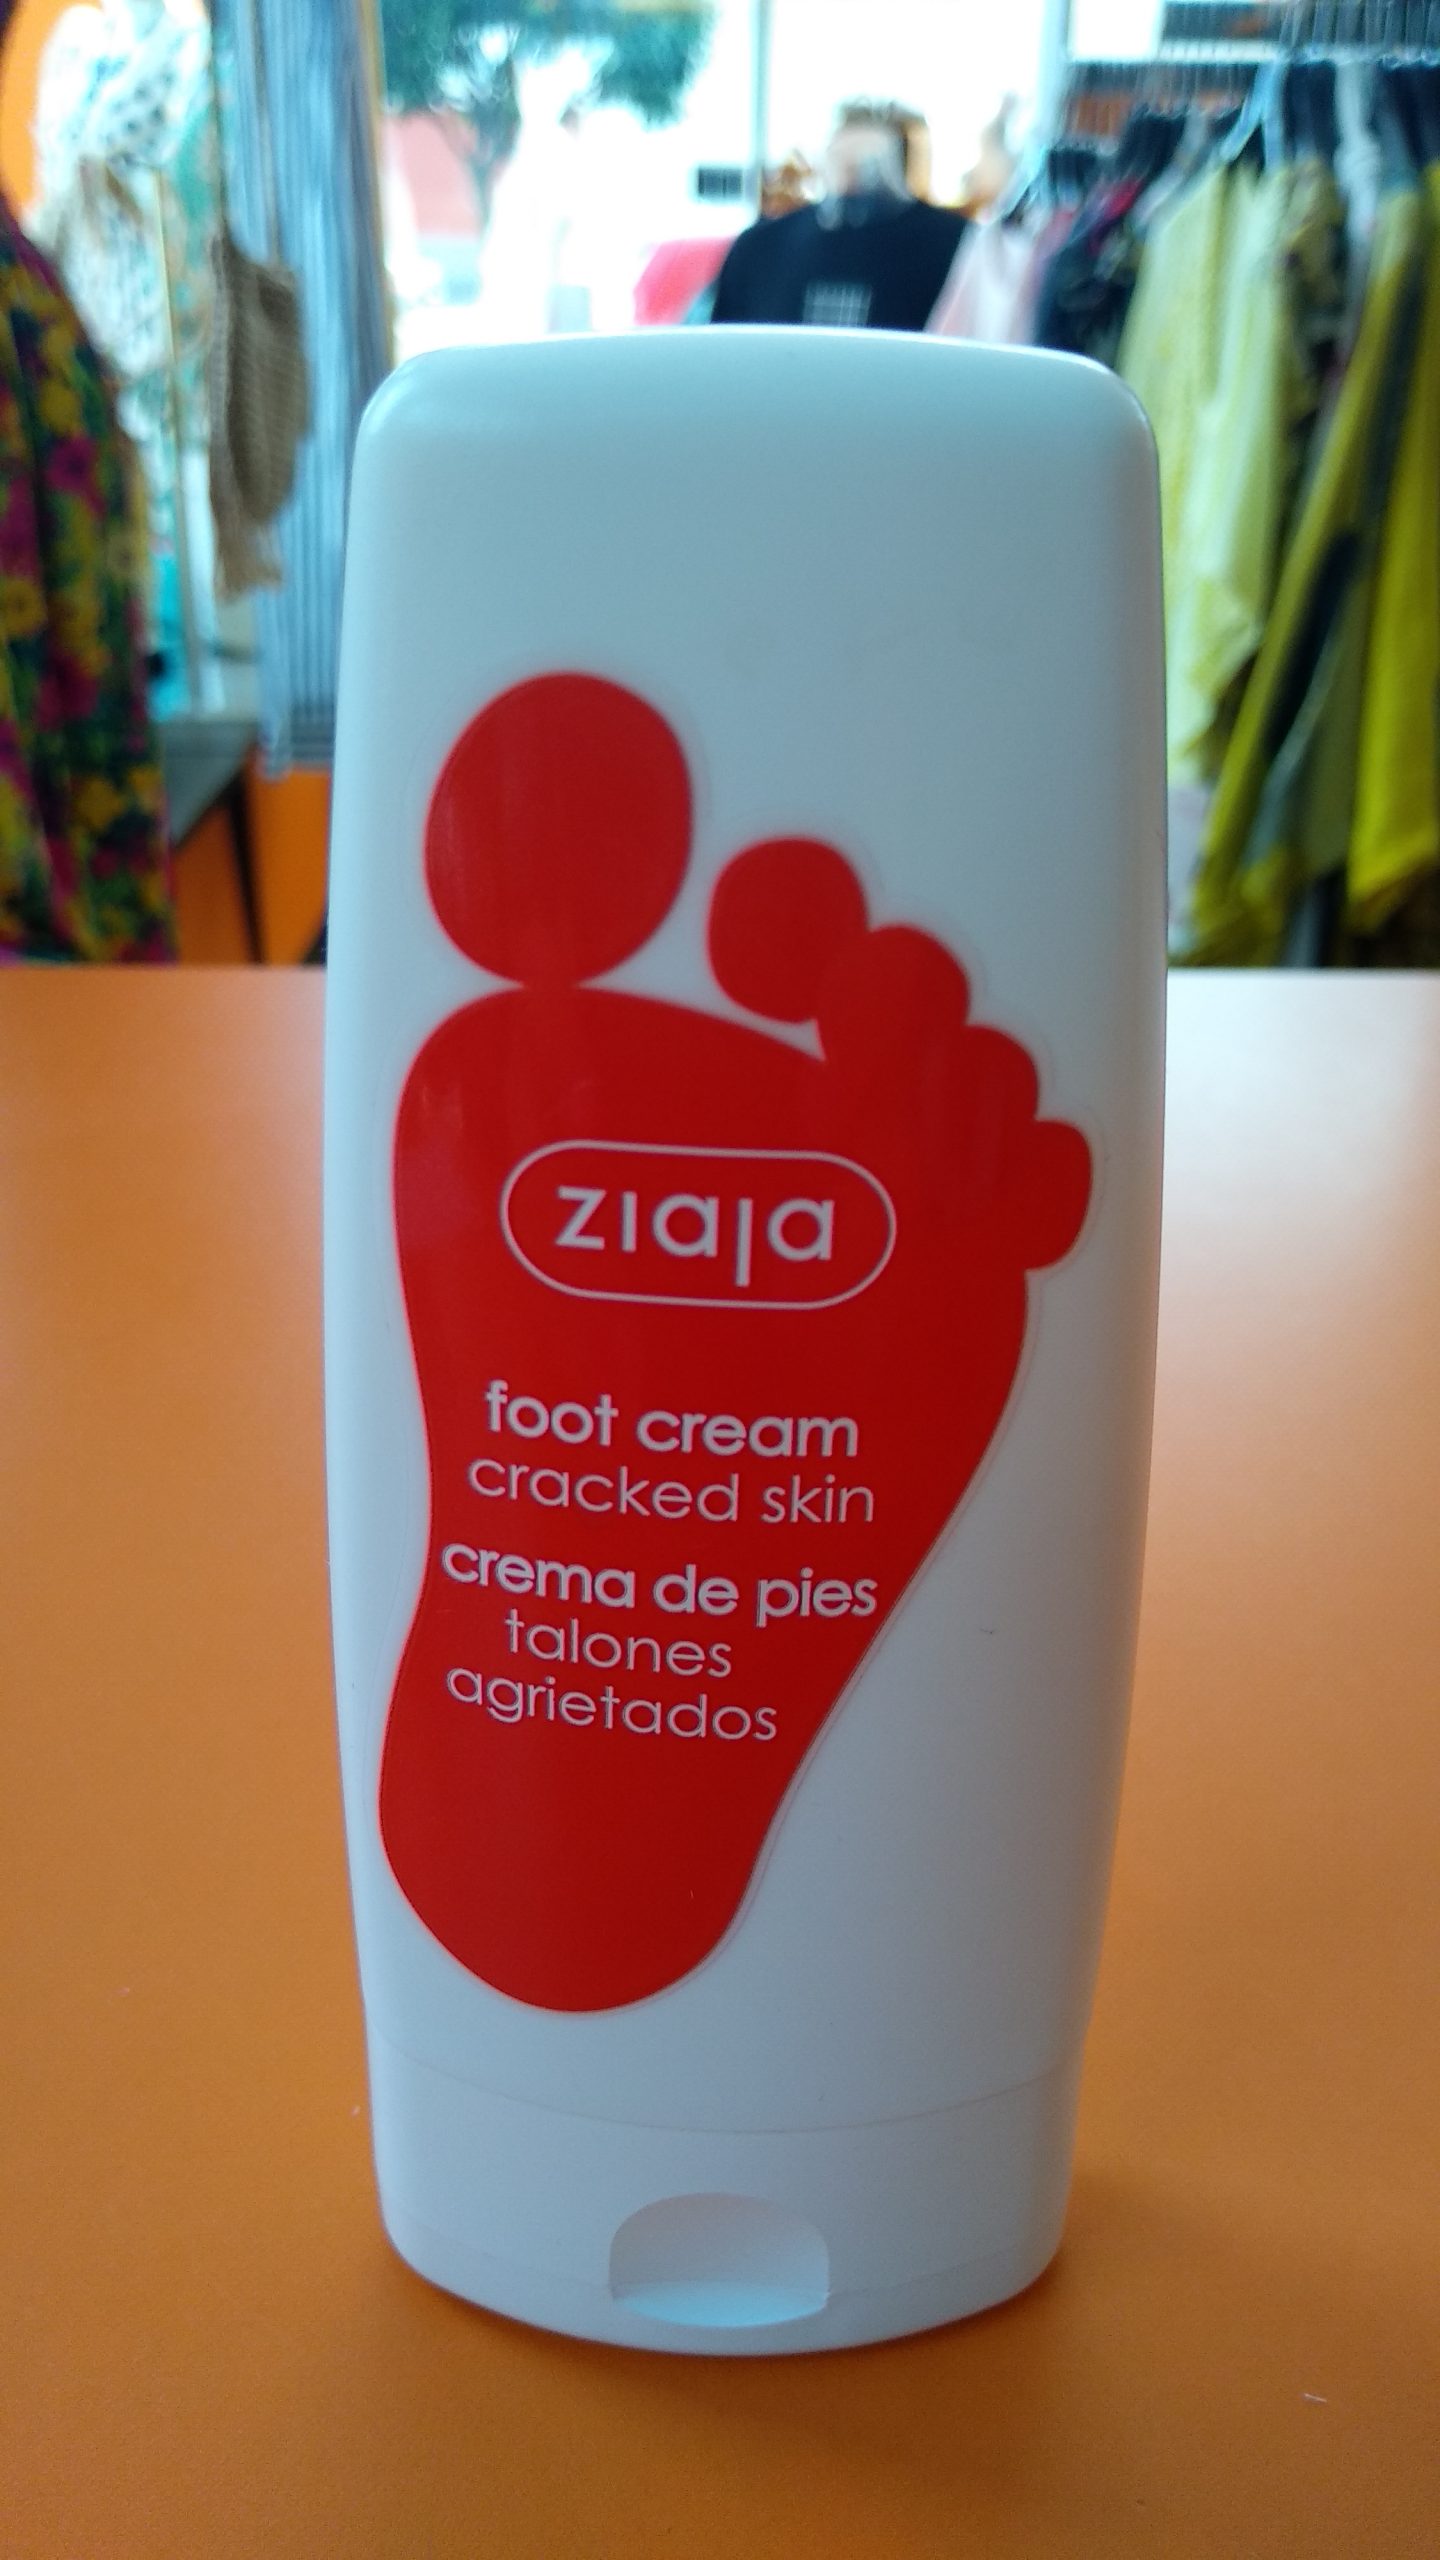 ziaja
foot cream
cracked skin
crema de pies
talones
agrietados